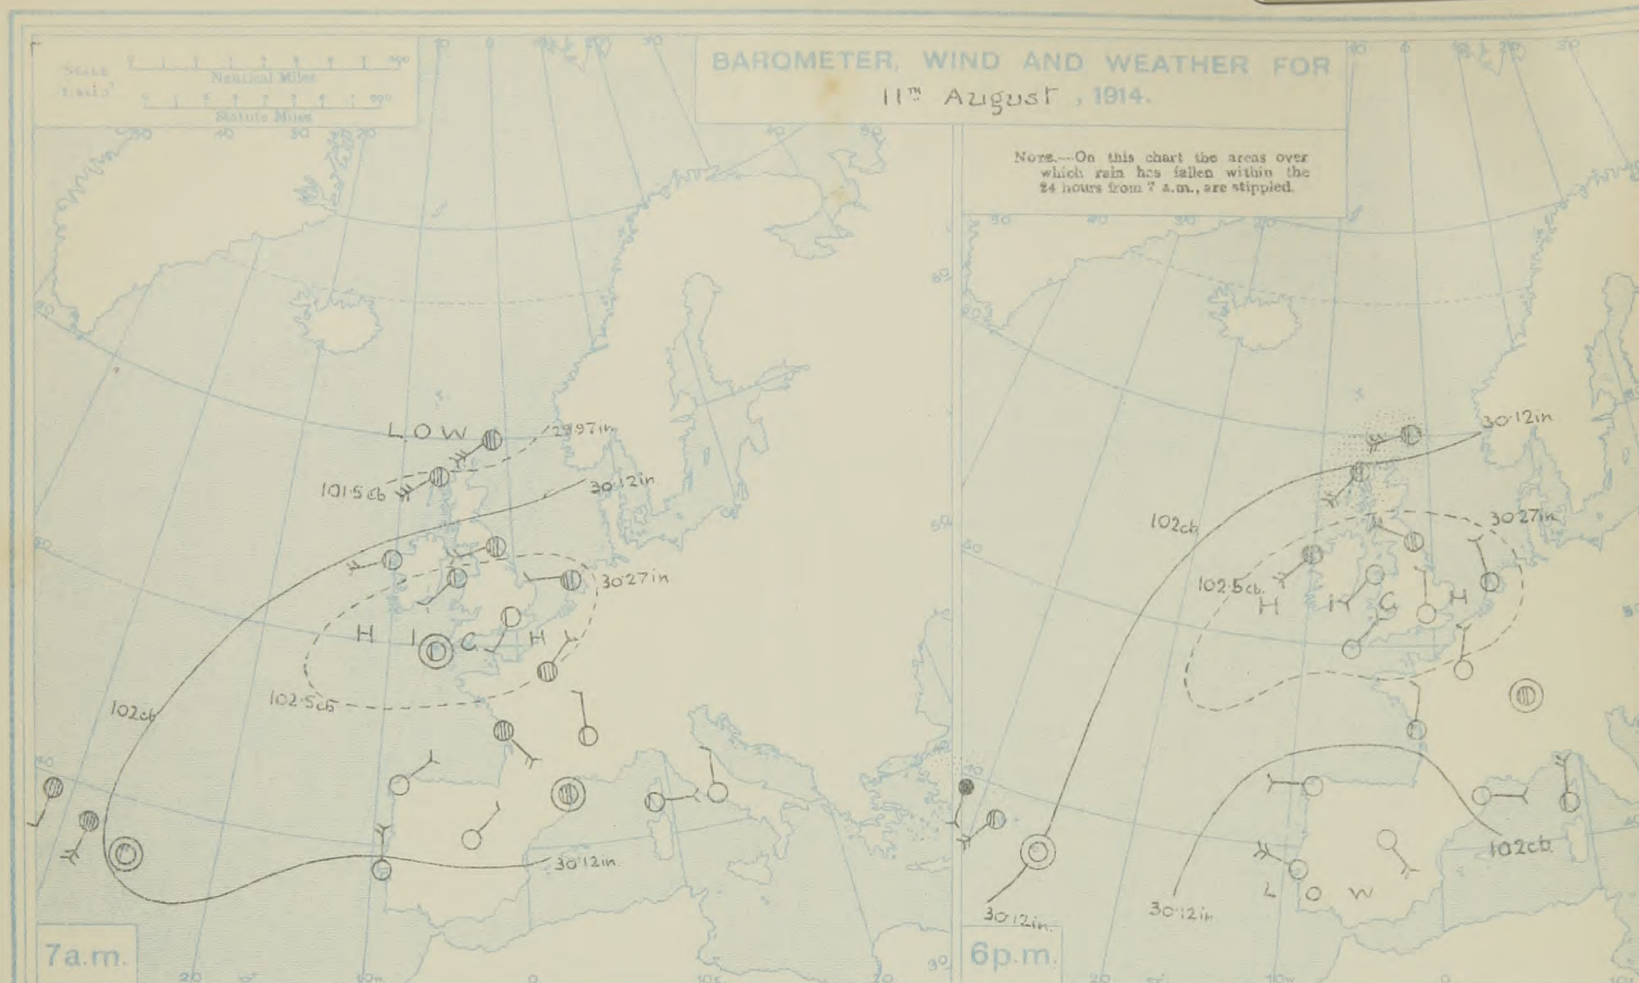 Nautical Miles
Statute Miles
BAROMETER, WIND AND WEATHER FOR
11TH August, 1914.
NOTE.—On this chart the areas over
which rain has fallen within the
24 hours from 7 a.m., are stippled.
LOW
29.97in
101.5cb
30.12in
30.27in
HIGH
102.5cb
102cb
30.12in
7a.m.
30.12in
102cb
30.27in
102.5cb
HIGH
102cb
LOW
30.12in
30.12in
6p.m.